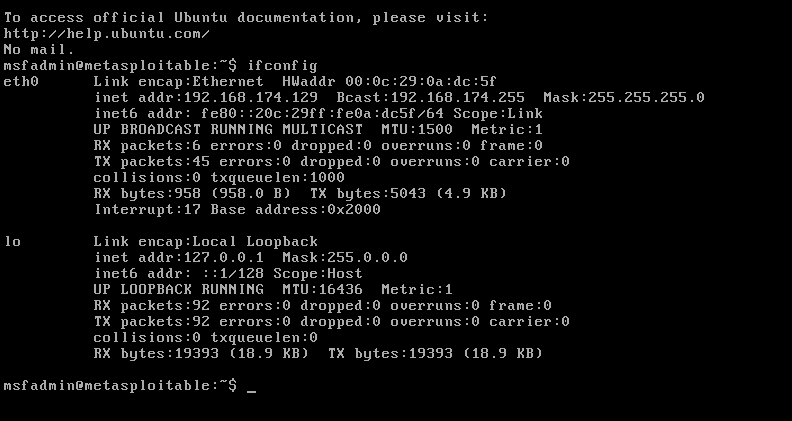 To access official Ubuntu documentation, please visit:
http://help.ubuntu.com/
No mail.
msfadmin@metasploitable:~$ ifconfig
eth0      Link encap:Ethernet  HWaddr 00:0c:29:0a:dc:5f
          inet addr:192.168.174.129  Bcast:192.168.174.255  Mask:255.255.255.0
          inet6 addr: fe80::20c:29ff:fe0a:dc5f/64 Scope:Link
          UP BROADCAST RUNNING MULTICAST  MTU:1500  Metric:1
          RX packets:6 errors:0 dropped:0 overruns:0 frame:0
          TX packets:45 errors:0 dropped:0 overruns:0 carrier:0
          collisions:0 txqueuelen:1000
          RX bytes:958 (958.0 B)  TX bytes:5043 (4.9 KB)
          Interrupt:17 Base address:0x2000
lo        Link encap:Local Loopback
          inet addr:127.0.0.1  Mask:255.0.0.0
          inet6 addr: ::1/128 Scope:Host
          UP LOOPBACK RUNNING  MTU:16436  Metric:1
          RX packets:92 errors:0 dropped:0 overruns:0 frame:0
          TX packets:92 errors:0 dropped:0 overruns:0 carrier:0
          collisions:0 txqueuelen:0
          RX bytes:19393 (18.9 KB)  TX bytes:19393 (18.9 KB)
msfadmin@metasploitable:~$ _